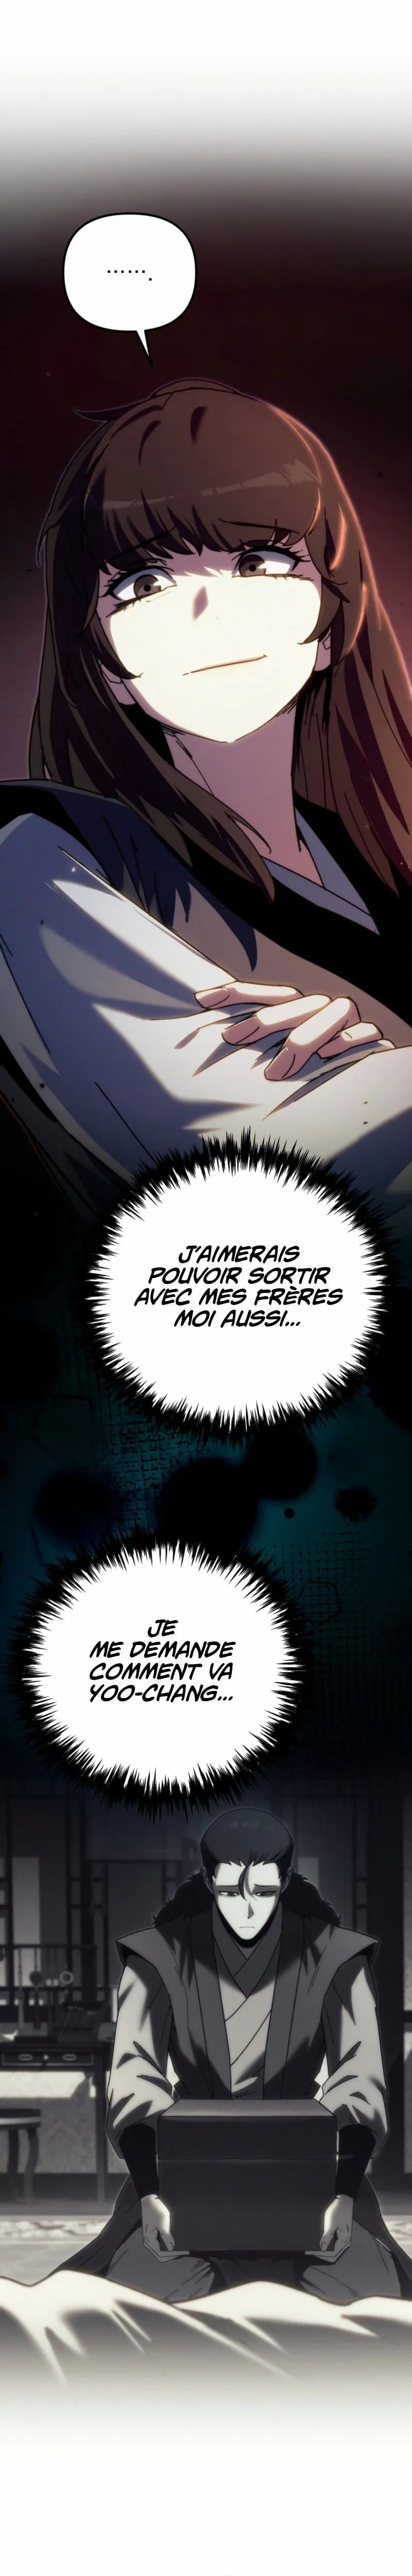 .......
J'AIMERAIS
POUVOIR SORTIR
AVEC MES FRÈRES
MOI AUSSI...
JE
ME DEMANDE
COMMENT VA
YOO-CHANG...